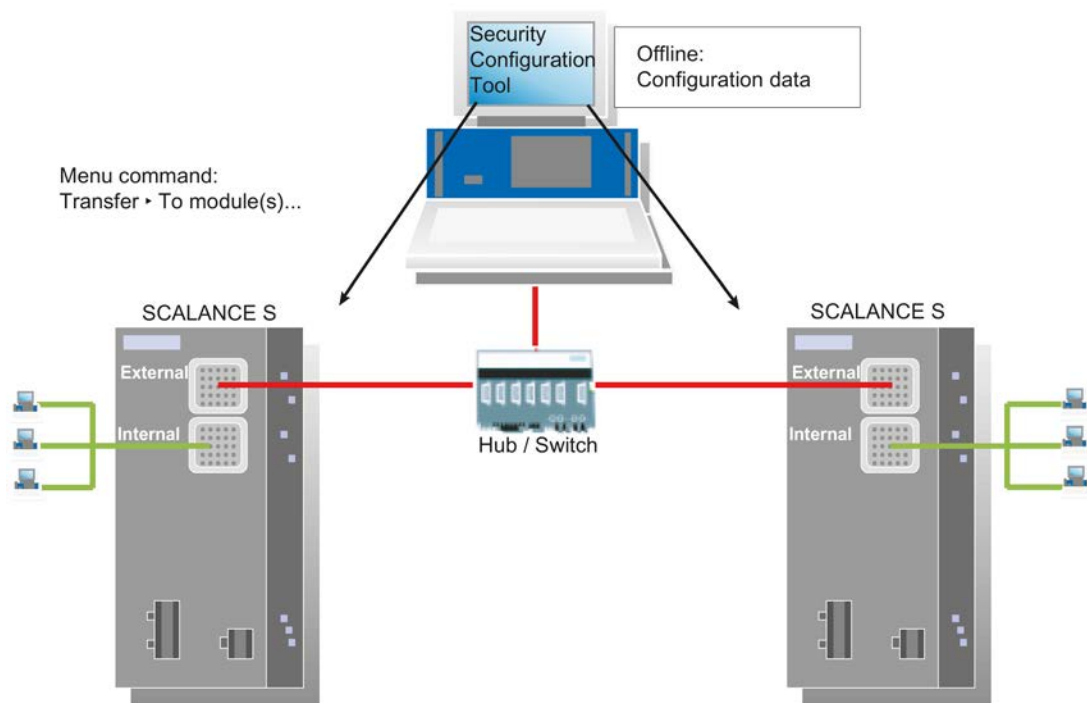 Security
Configuration
Tool
Offline:
Configuration data
Menu command:
Transfer ▸ To module(s)...
SCALANCE S
External
Internal
Hub / Switch
SCALANCE S
External
Internal